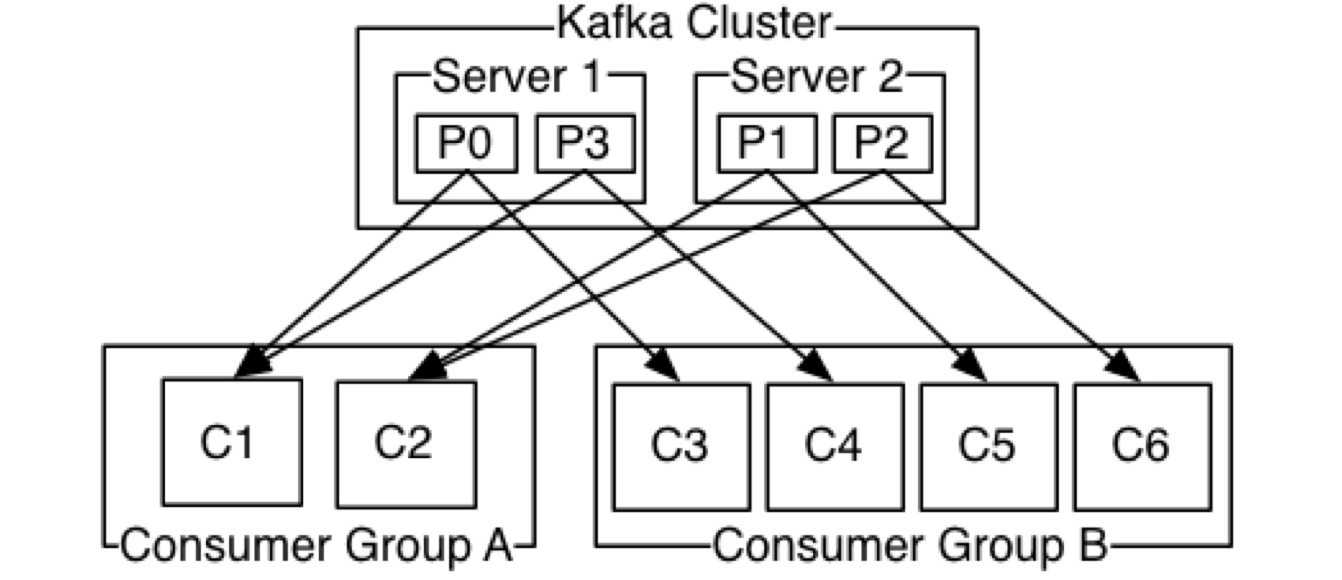 Kafka Cluster
Server 1 Server 2
P0 P3 P1 P2
C1 C2 C3 C4 C5 C6
Consumer Group A Consumer Group B